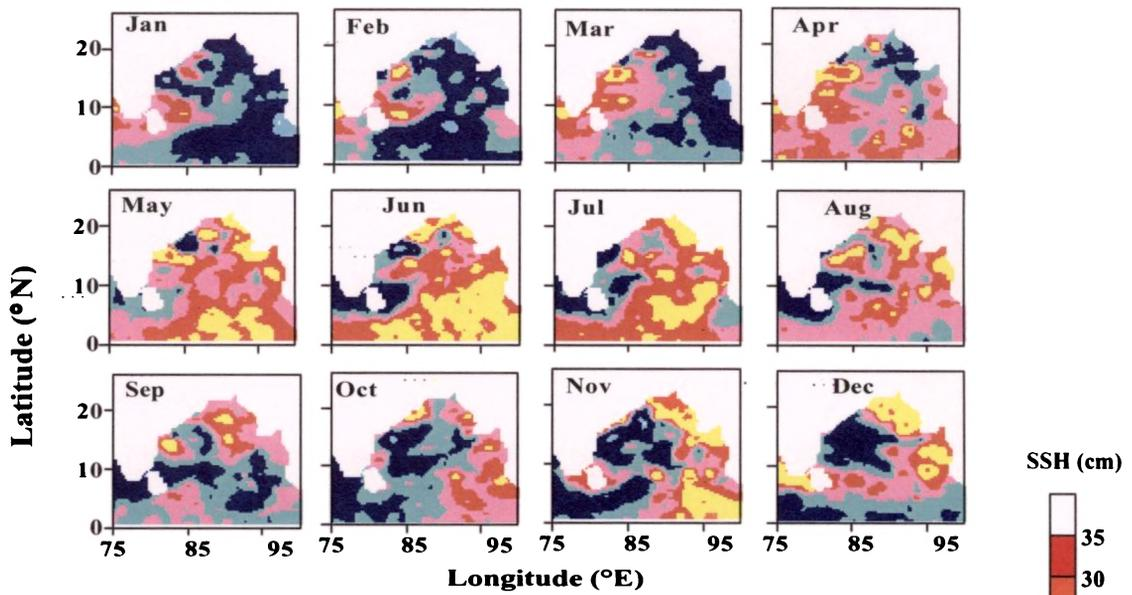 Jan Feb Mar Apr
20
10
0
May Jun Jul Aug
20
10
0
Sep Oct Nov Dec
20
10
0
75 85 95 75 85 95 75 85 95 75 85 95
Longitude (°E)
Latitude (°N)
SSH (cm)
35
30